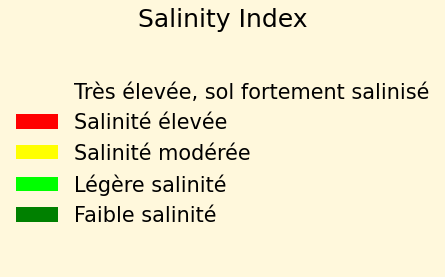 Salinity Index
Très élevée, sol fortement salinisé
Salinité élevée
Salinité modérée
Légère salinité
Faible salinité